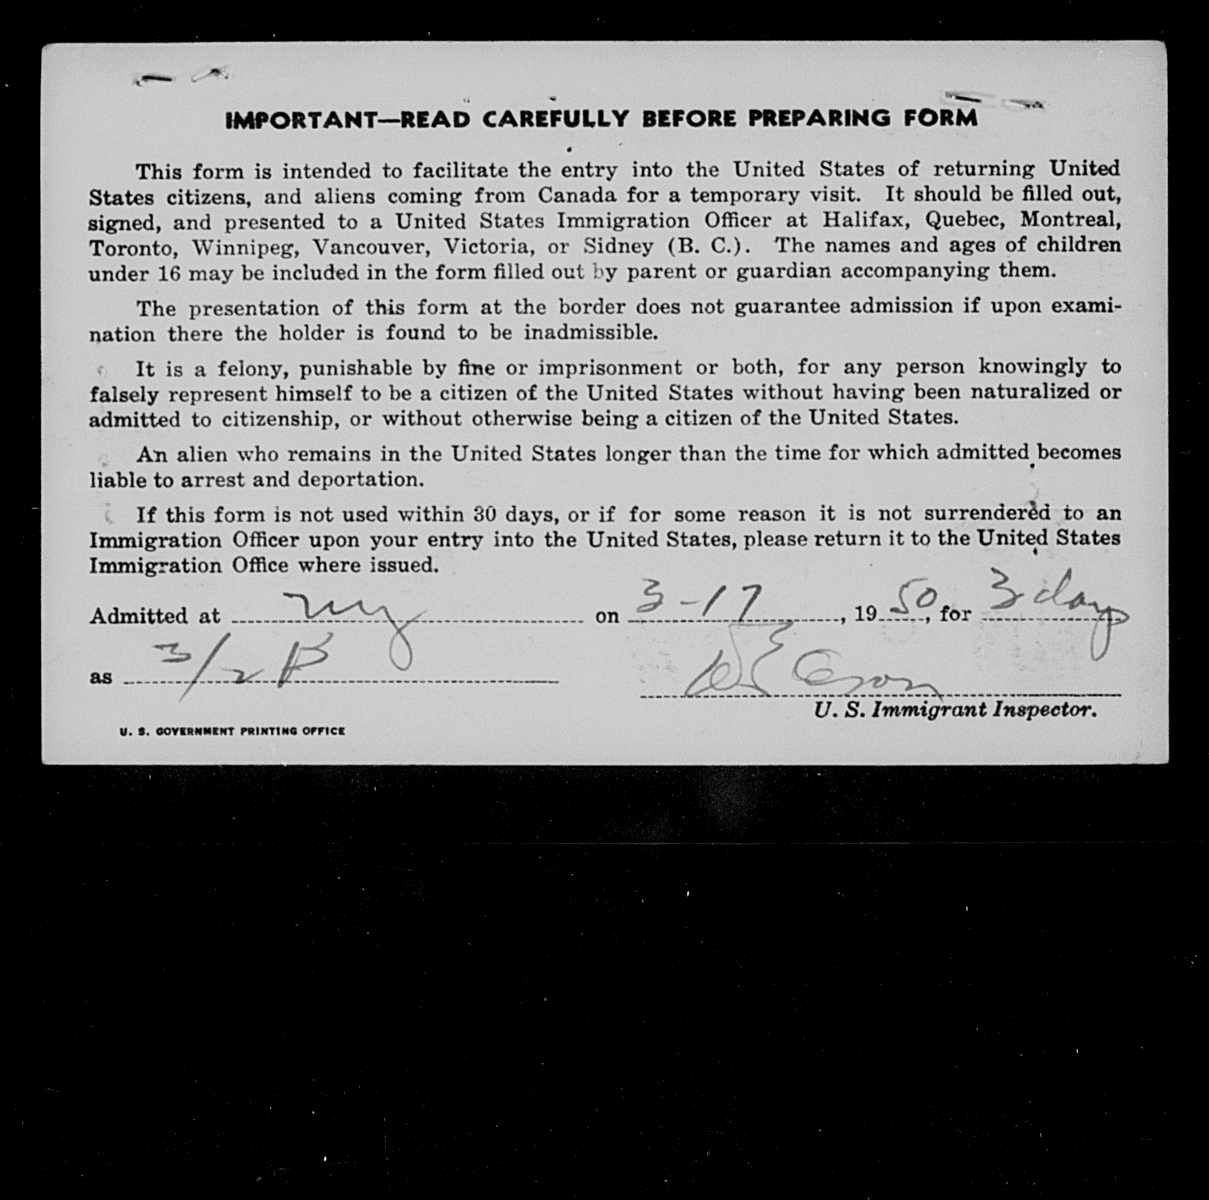 IMPORTANT—READ CAREFULLY BEFORE PREPARING FORM
This form is intended to facilitate the entry into the United States of returning United
States citizens, and aliens coming from Canada for a temporary visit. It should be filled out,
signed, and presented to a United States Immigration Officer at Halifax, Quebec, Montreal,
Toronto, Winnipeg, Vancouver, Victoria, or Sidney (B. C.). The names and ages of children
under 16 may be included in the form filled out by parent or guardian accompanying them.
The presentation of this form at the border does not guarantee admission if upon exami-
nation there the holder is found to be inadmissible.
It is a felony, punishable by fine or imprisonment or both, for any person knowingly to
falsely represent himself to be a citizen of the United States without having been naturalized or
admitted to citizenship, or without otherwise being a citizen of the United States.
An alien who remains in the United States longer than the time for which admitted becomes
liable to arrest and deportation.
If this form is not used within 30 days, or if for some reason it is not surrendered to an
Immigration Officer upon your entry into the United States, please return it to the United States
Immigration Office where issued.
Admitted at ny on 3-17, 1950, for 3 days
as 3/2 B
U. S. Immigrant Inspector.
U. S. GOVERNMENT PRINTING OFFICE